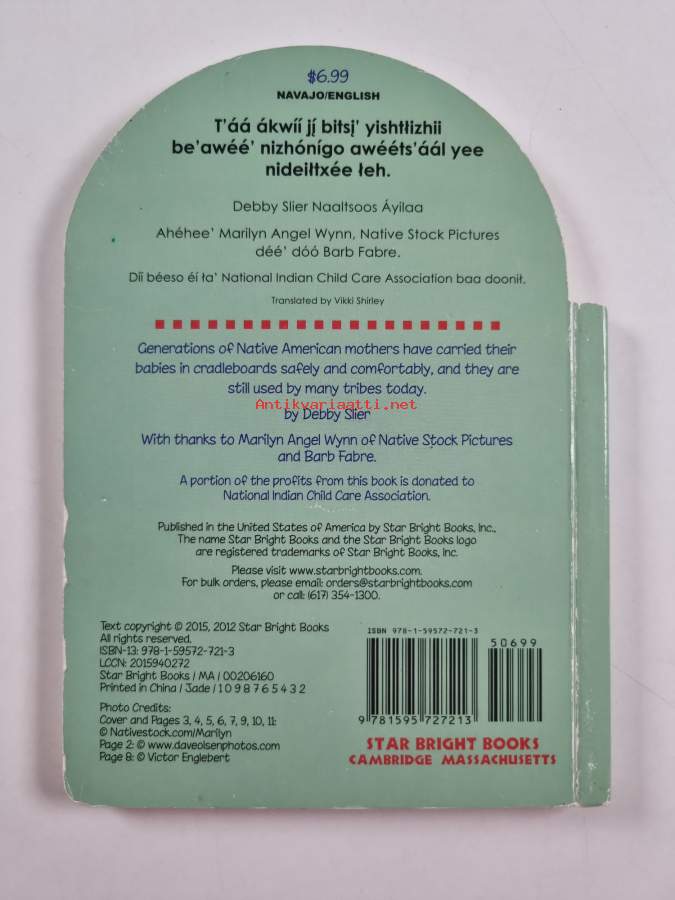 $6.99
NAVAJO/ENGLISH
T'áá ákwíí jį́ bitsį' yishtłizhii
be'awéé' nizhónígo awééts'áál yee
nideiłtxée łeh.
Debby Slier Naaltsoos Áyilaa
Ahéhee' Marilyn Angel Wynn, Native Stock Pictures
déé' dóó Barb Fabre.
Díí béeso éí ła' National Indian Child Care Association baa doonił.
Translated by Vikki Shirley
Generations of Native American mothers have carried their
babies in cradleboards safely and comfortably, and they are
still used by many tribes today.
Antikvariaatti.net
by Debby Slier
With thanks to Marilyn Angel Wynn of Native Stock Pictures
and Barb Fabre.
A portion of the profits from this book is donated to
National Indian Child Care Association.
Published in the United States of America by Star Bright Books, Inc.,
The name Star Bright Books and the Star Bright Books logo
are registered trademarks of Star Bright Books, Inc.
Please visit www.starbrightbooks.com.
For bulk orders, please email: orders@starbrightbooks.com
or call: (617) 354-1300.
Text copyright © 2015, 2012 Star Bright Books
All rights reserved.
ISBN-13: 978-1-59572-721-3
LCCN: 2015940272
Star Bright Books / MA / 00206160
Printed in China / Jade / 10 9 8 7 6 5 4 3 2
Photo Credits:
Cover and Pages 3, 4, 5, 6, 7, 9, 10, 11:
© Nativestock.com/Marilyn
Page 2: © www.daveolsenphotos.com
Page 8: © Victor Englebert
ISBN 978-1-59572-721-3
50699
9 781595 727213
STAR BRIGHT BOOKS
CAMBRIDGE MASSACHUSETTS